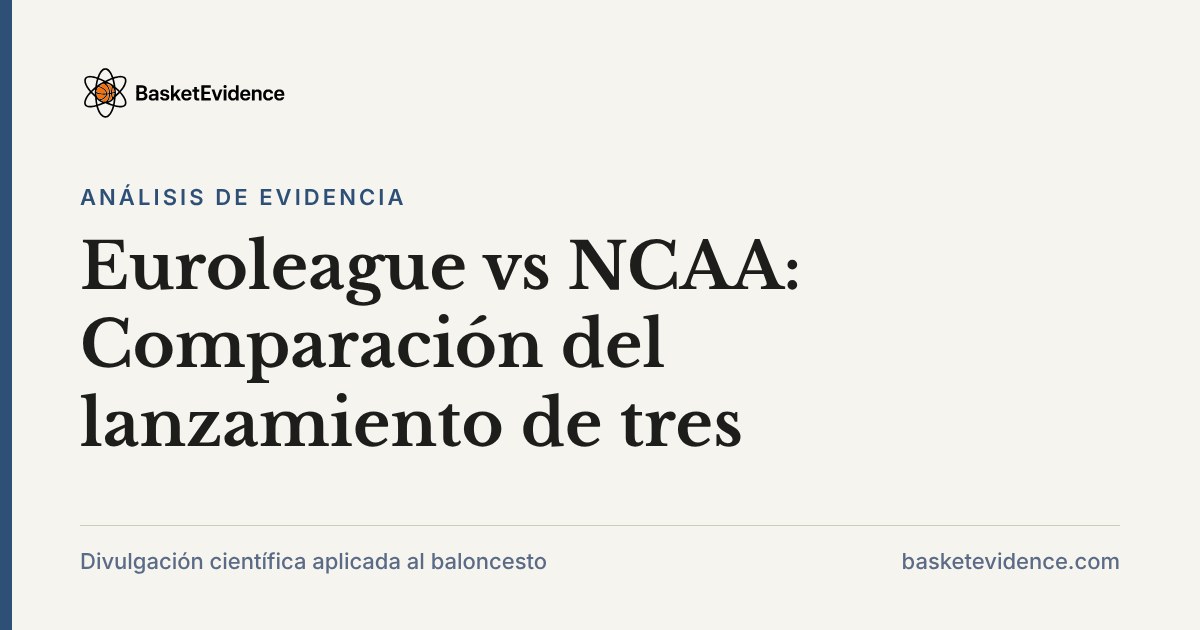 BasketEvidence
ANÁLISIS DE EVIDENCIA
Euroleague vs NCAA:
Comparación del
lanzamiento de tres
Divulgación científica aplicada al baloncesto
basketevidence.com